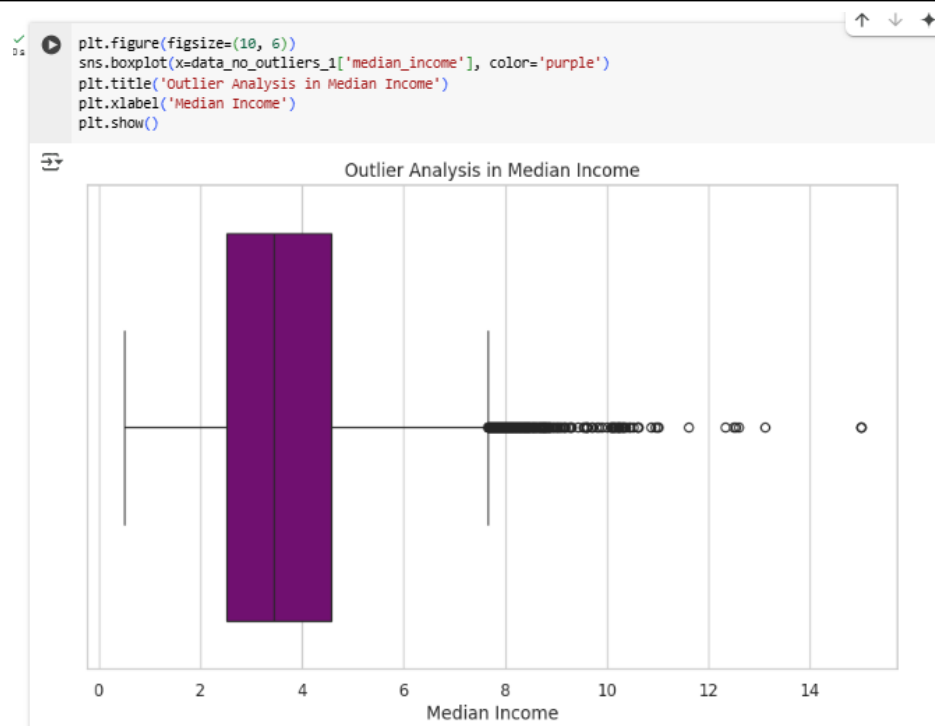 plt.figure(figsize=(10, 6))
sns.boxplot(x=data_no_outliers_1['median_income'], color='purple')
plt.title('Outlier Analysis in Median Income')
plt.xlabel('Median Income')
plt.show()
0s
Outlier Analysis in Median Income
0 2 4 6 8 10 12 14
Median Income